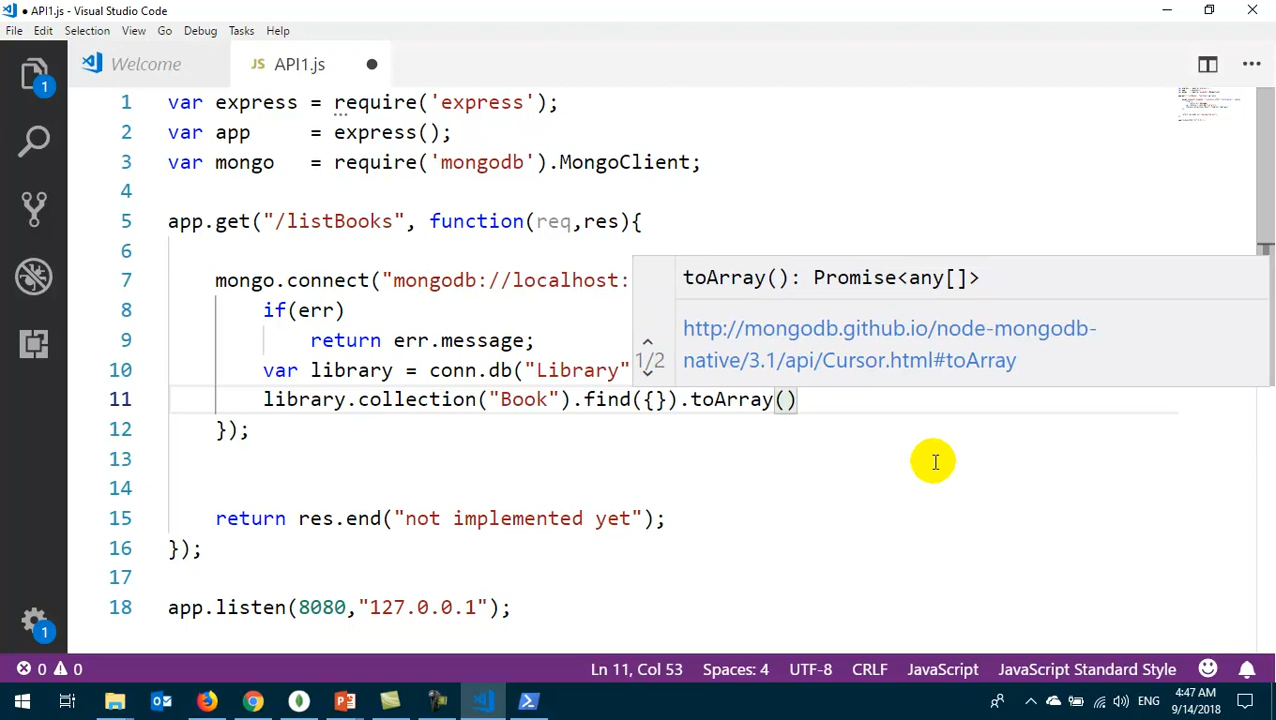 API1.js - Visual Studio Code
File Edit Selection View Go Debug Tasks Help
Welcome
JS API1.js
1 var express = require('express');
2 var app = express();
3 var mongo = require('mongodb').MongoClient;
4
5 app.get("/listBooks", function(req,res){
6
7 mongo.connect("mongodb://localhost:
8 if(err)
9 return err.message;
10 var library = conn.db("Library"
11 library.collection("Book").find({}).toArray()
12 });
13
14
15 return res.end("not implemented yet");
16 });
17
18 app.listen(8080,"127.0.0.1");
toArray(): Promise<any[]>
1/2
http://mongodb.github.io/node-mongodb-
native/3.1/api/Cursor.html#toArray
1
1
0 0
Ln 11, Col 53 Spaces: 4 UTF-8 CRLF JavaScript JavaScript Standard Style
ENG
4:47 AM
9/14/2018